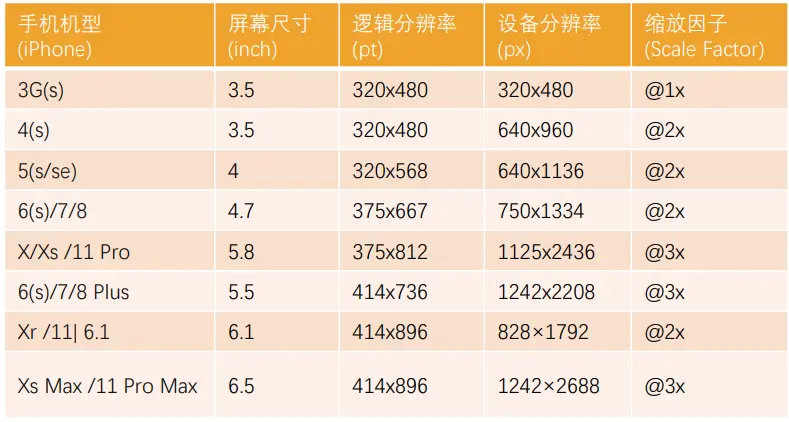 手机机型 屏幕尺寸 逻辑分辨率 设备分辨率 缩放因子
(iPhone) (inch) (pt) (px) (Scale Factor)
3G(s) 3.5 320x480 320x480 @1x
4(s) 3.5 320x480 640x960 @2x
5(s/se) 4 320x568 640x1136 @2x
6(s)/7/8 4.7 375x667 750x1334 @2x
X/Xs /11 Pro 5.8 375x812 1125x2436 @3x
6(s)/7/8 Plus 5.5 414x736 1242x2208 @3x
Xr /11| 6.1 6.1 414x896 828×1792 @2x
Xs Max /11 Pro Max 6.5 414x896 1242×2688 @3x